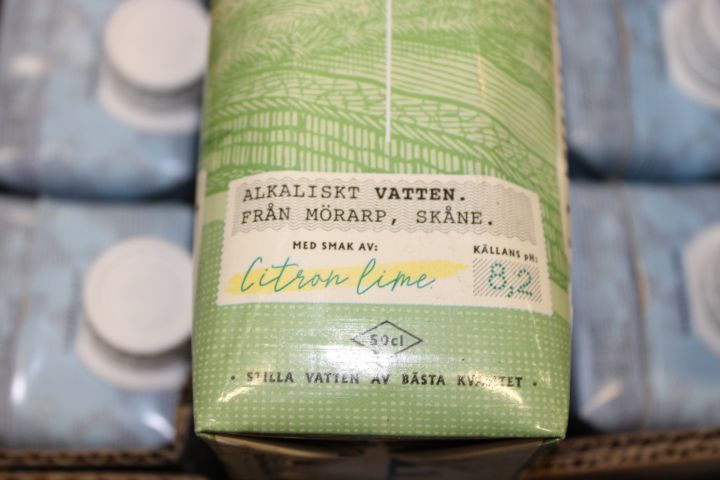 ALKALISKT VATTEN.
FRÅN MÖRARP, SKÅNE.
MED SMAK AV:
Citron lime.
KÄLLANS pH:
8,2
50cl
• STILLA VATTEN AV BÄSTA KVALITET •